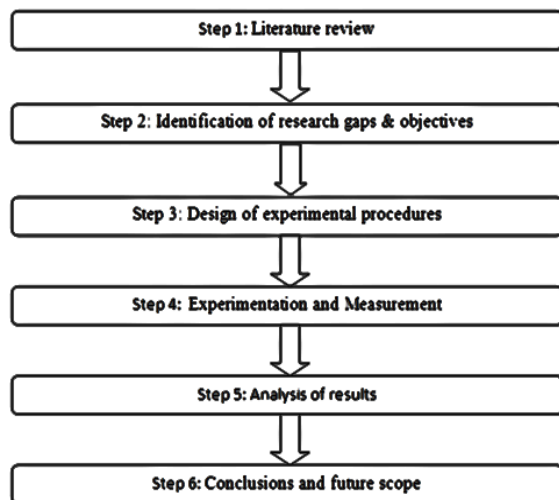 Step 1: Literature review
Step 2: Identification of research gaps & objectives
Step 3: Design of experimental procedures
Step 4: Experimentation and Measurement
Step 5: Analysis of results
Step 6: Conclusions and future scope